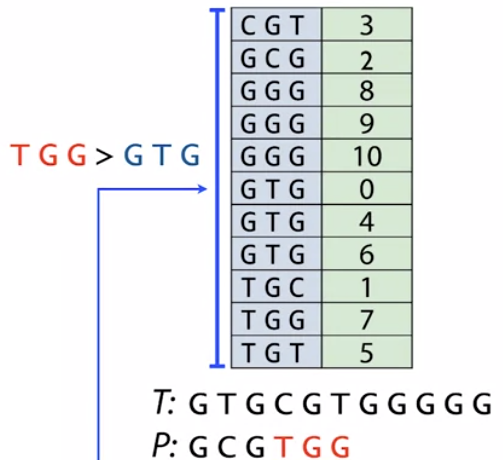 C G T 3
G C G 2
G G G 8
G G G 9
T G G > G T G G G G 10
G T G 0
G T G 4
G T G 6
T G C 1
T G G 7
T G T 5
T: G T G C G T G G G G G
P: G C G T G G